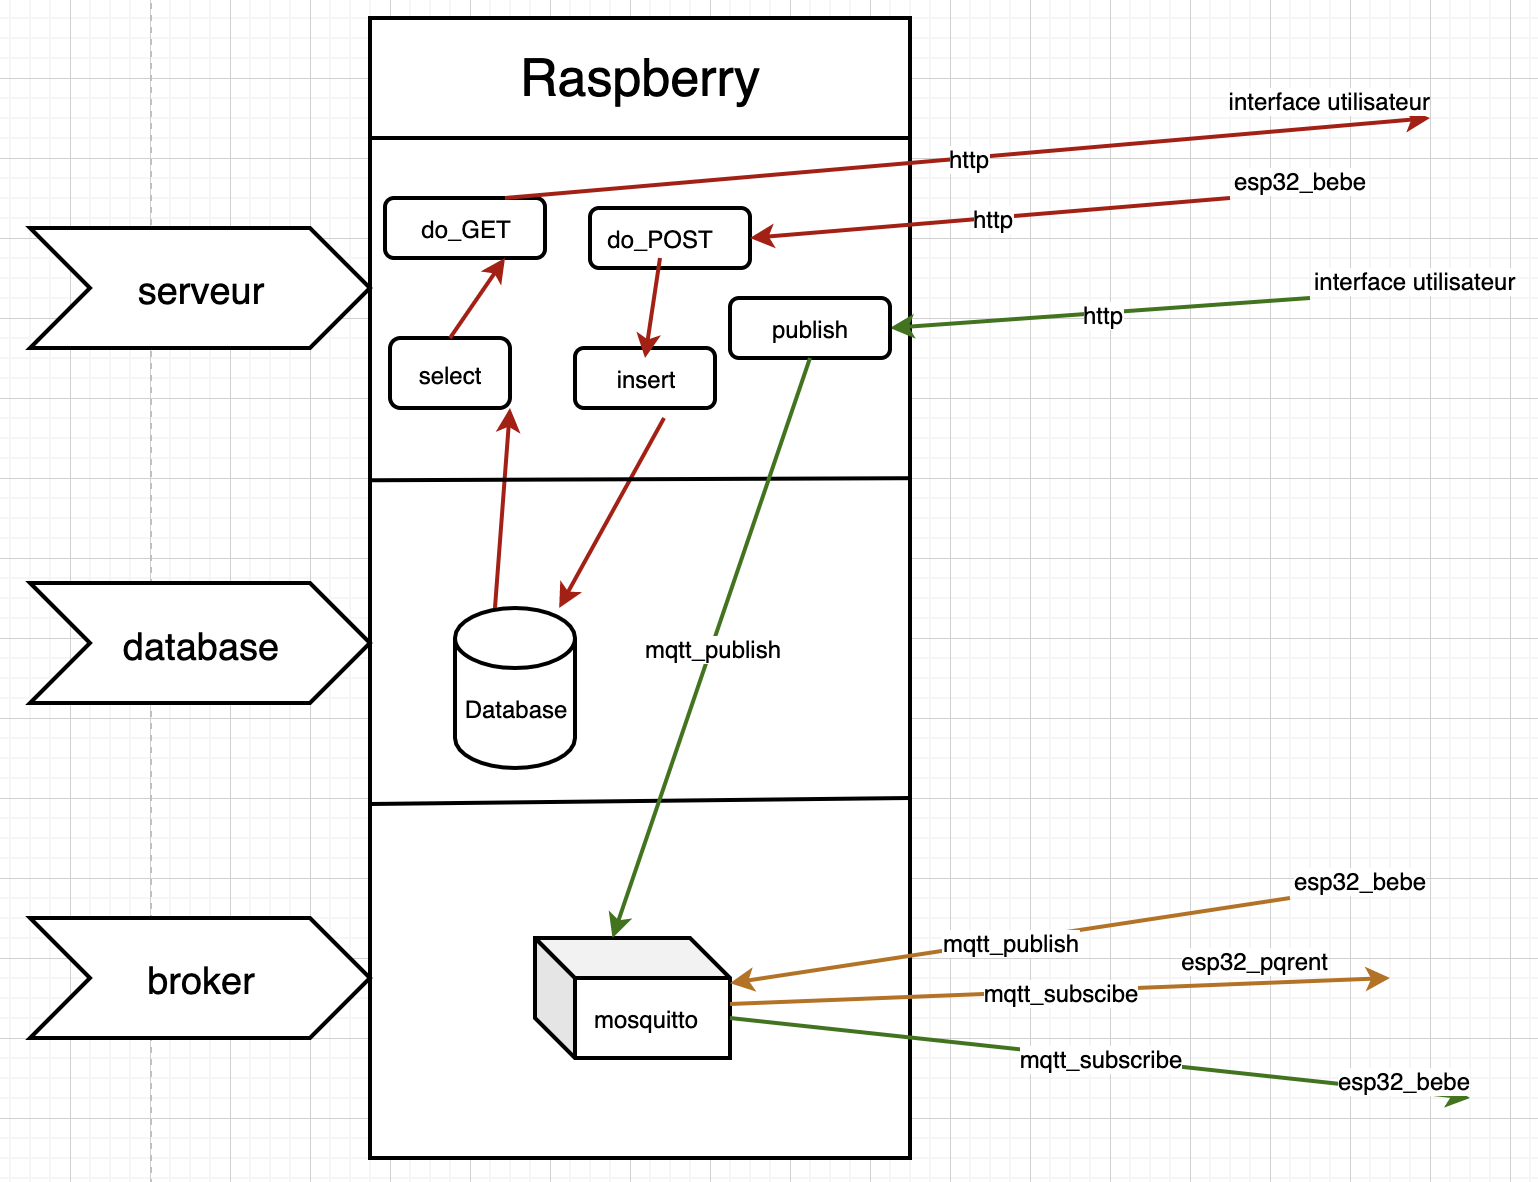 Raspberry
interface utilisateur
http
esp32_bebe
do_GET
do_POST
http
interface utilisateur
serveur
publish
http
select
insert
database
mqtt_publish
Database
esp32_bebe
mqtt_publish
esp32_pqrent
broker
mqtt_subscibe
mosquitto
mqtt_subscribe
esp32_bebe